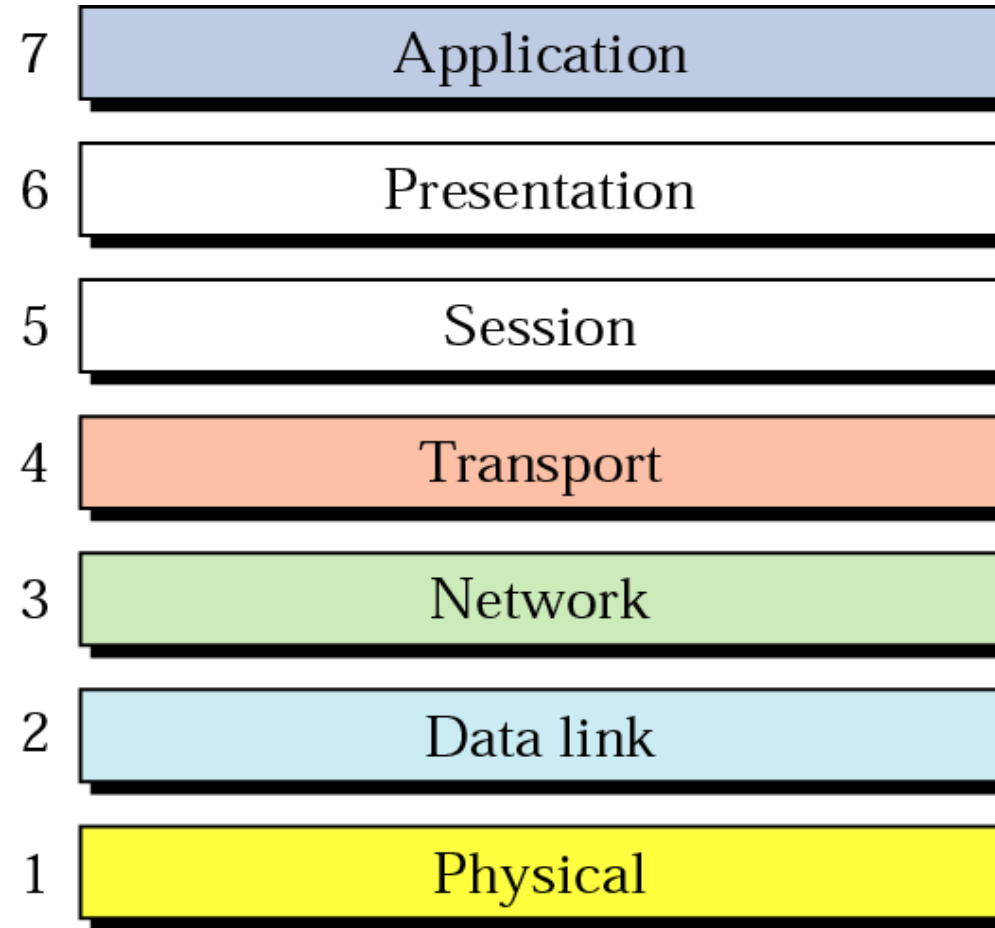 7 Application
6 Presentation
5 Session
4 Transport
3 Network
2 Data link
1 Physical